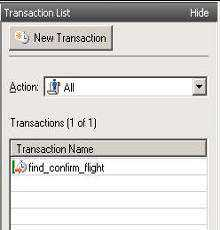 Transaction List Hide
New Transaction
Action: All
Transactions (1 of 1)
Transaction Name
find_confirm_flight